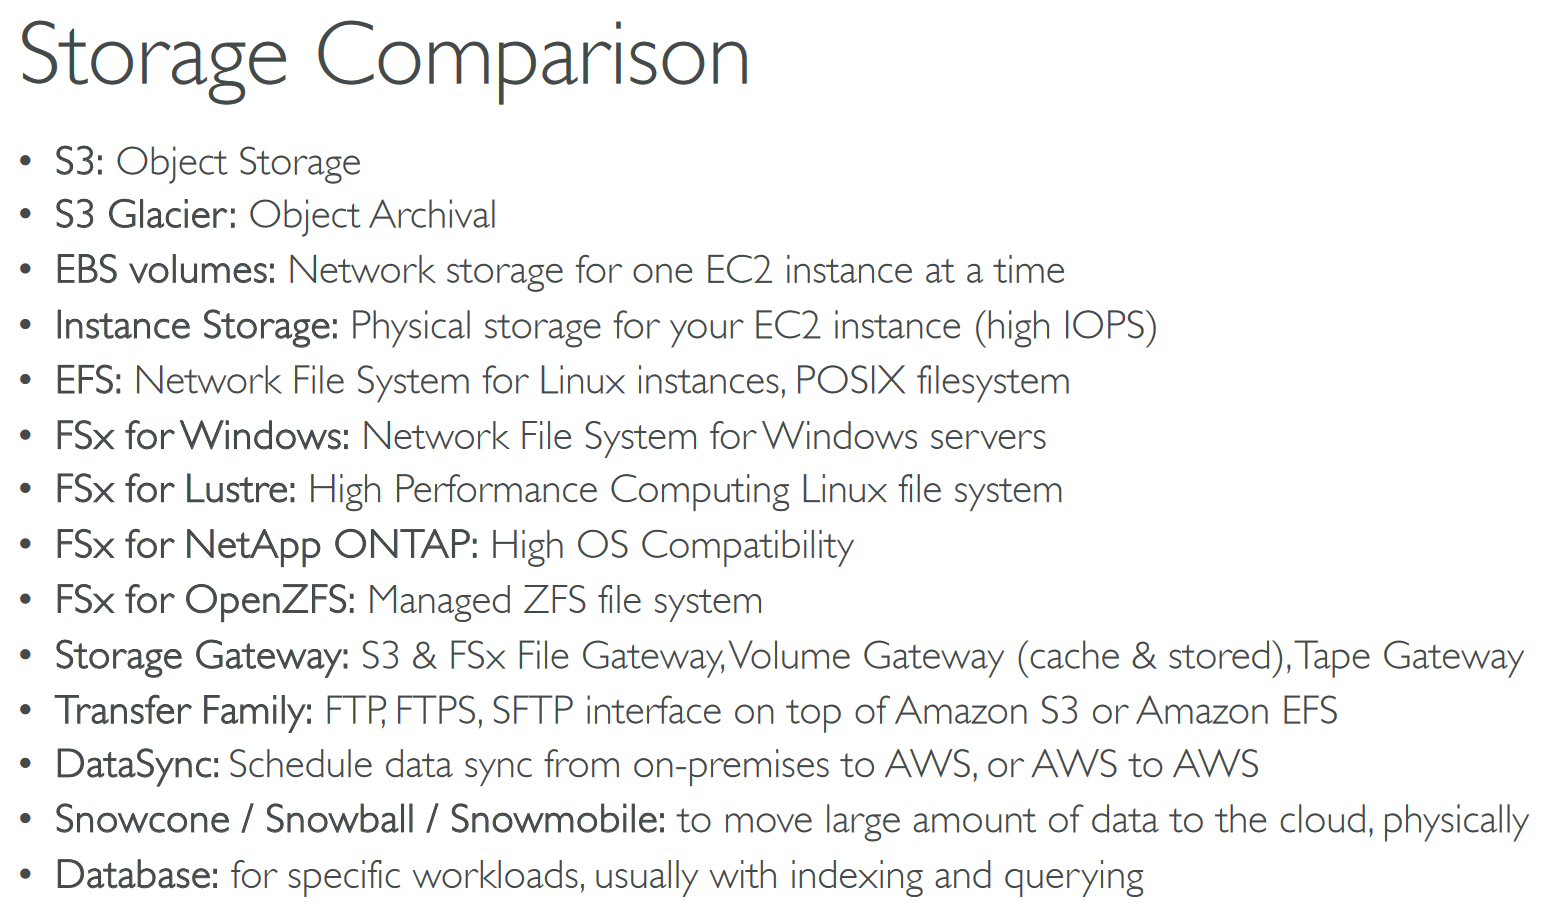 Storage Comparison
• S3: Object Storage
• S3 Glacier: Object Archival
• EBS volumes: Network storage for one EC2 instance at a time
• Instance Storage: Physical storage for your EC2 instance (high IOPS)
• EFS: Network File System for Linux instances, POSIX filesystem
• FSx for Windows: Network File System for Windows servers
• FSx for Lustre: High Performance Computing Linux file system
• FSx for NetApp ONTAP: High OS Compatibility
• FSx for OpenZFS: Managed ZFS file system
• Storage Gateway: S3 & FSx File Gateway, Volume Gateway (cache & stored), Tape Gateway
• Transfer Family: FTP, FTPS, SFTP interface on top of Amazon S3 or Amazon EFS
• DataSync: Schedule data sync from on-premises to AWS, or AWS to AWS
• Snowcone / Snowball / Snowmobile: to move large amount of data to the cloud, physically
• Database: for specific workloads, usually with indexing and querying